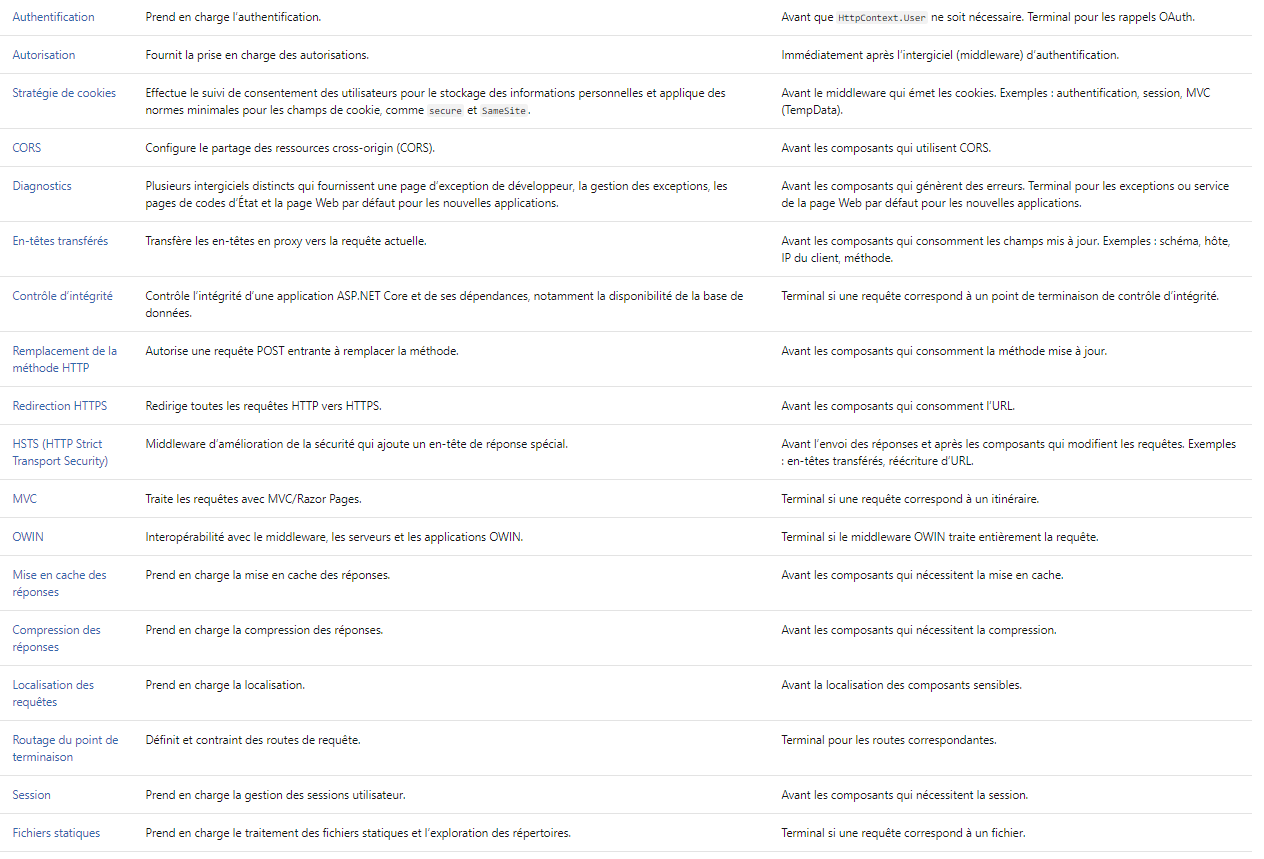 Authentification
Prend en charge l’authentification.
Avant que HttpContext.User ne soit nécessaire. Terminal pour les rappels OAuth.
Autorisation
Fournit la prise en charge des autorisations.
Immédiatement après l’intergiciel (middleware) d’authentification.
Stratégie de cookies
Effectue le suivi de consentement des utilisateurs pour le stockage des informations personnelles et applique des
normes minimales pour les champs de cookie, comme secure et SameSite.
Avant le middleware qui émet les cookies. Exemples : authentification, session, MVC
(TempData).
CORS
Configure le partage des ressources cross-origin (CORS).
Avant les composants qui utilisent CORS.
Diagnostics
Plusieurs intergiciels distincts qui fournissent une page d’exception de développeur, la gestion des exceptions, les
pages de codes d’État et la page Web par défaut pour les nouvelles applications.
Avant les composants qui génèrent des erreurs. Terminal pour les exceptions ou service
de la page Web par défaut pour les nouvelles applications.
En-têtes transférés
Transfère les en-têtes en proxy vers la requête actuelle.
Avant les composants qui consomment les champs mis à jour. Exemples : schéma, hôte,
IP du client, méthode.
Contrôle d’intégrité
Contrôle l’intégrité d’une application ASP.NET Core et de ses dépendances, notamment la disponibilité de la base de
données.
Terminal si une requête correspond à un point de terminaison de contrôle d’intégrité.
Remplacement de la
méthode HTTP
Autorise une requête POST entrante à remplacer la méthode.
Avant les composants qui consomment la méthode mise à jour.
Redirection HTTPS
Redirige toutes les requêtes HTTP vers HTTPS.
Avant les composants qui consomment l’URL.
HSTS (HTTP Strict
Transport Security)
Middleware d’amélioration de la sécurité qui ajoute un en-tête de réponse spécial.
Avant l’envoi des réponses et après les composants qui modifient les requêtes. Exemples
: en-têtes transférés, réécriture d’URL.
MVC
Traite les requêtes avec MVC/Razor Pages.
Terminal si une requête correspond à un itinéraire.
OWIN
Interopérabilité avec le middleware, les serveurs et les applications OWIN.
Terminal si le middleware OWIN traite entièrement la requête.
Mise en cache des
réponses
Prend en charge la mise en cache des réponses.
Avant les composants qui nécessitent la mise en cache.
Compression des
réponses
Prend en charge la compression des réponses.
Avant les composants qui nécessitent la compression.
Localisation des
requêtes
Prend en charge la localisation.
Avant la localisation des composants sensibles.
Routage du point de
terminaison
Définit et contraint des routes de requête.
Terminal pour les routes correspondantes.
Session
Prend en charge la gestion des sessions utilisateur.
Avant les composants qui nécessitent la session.
Fichiers statiques
Prend en charge le traitement des fichiers statiques et l’exploration des répertoires.
Terminal si une requête correspond à un fichier.